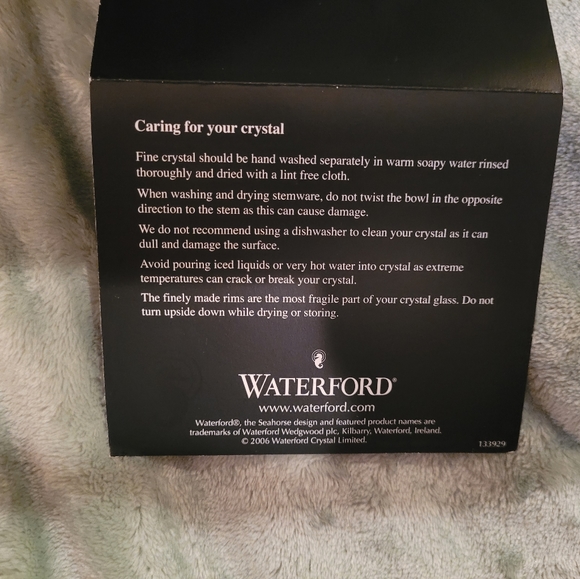 Caring for your crystal
Fine crystal should be hand washed separately in warm soapy water rinsed
thoroughly and dried with a lint free cloth.
When washing and drying stemware, do not twist the bowl in the opposite
direction to the stem as this can cause damage.
We do not recommend using a dishwasher to clean your crystal as it can
dull and damage the surface.
Avoid pouring iced liquids or very hot water into crystal as extreme
temperatures can crack or break your crystal.
The finely made rims are the most fragile part of your crystal glass. Do not
turn upside down while drying or storing.
WATERFORD®
www.waterford.com
Waterford®, the Seahorse design and featured product names are
trademarks of Waterford Wedgwood plc, Kilbarry, Waterford, Ireland.
© 2006 Waterford Crystal Limited.
133929